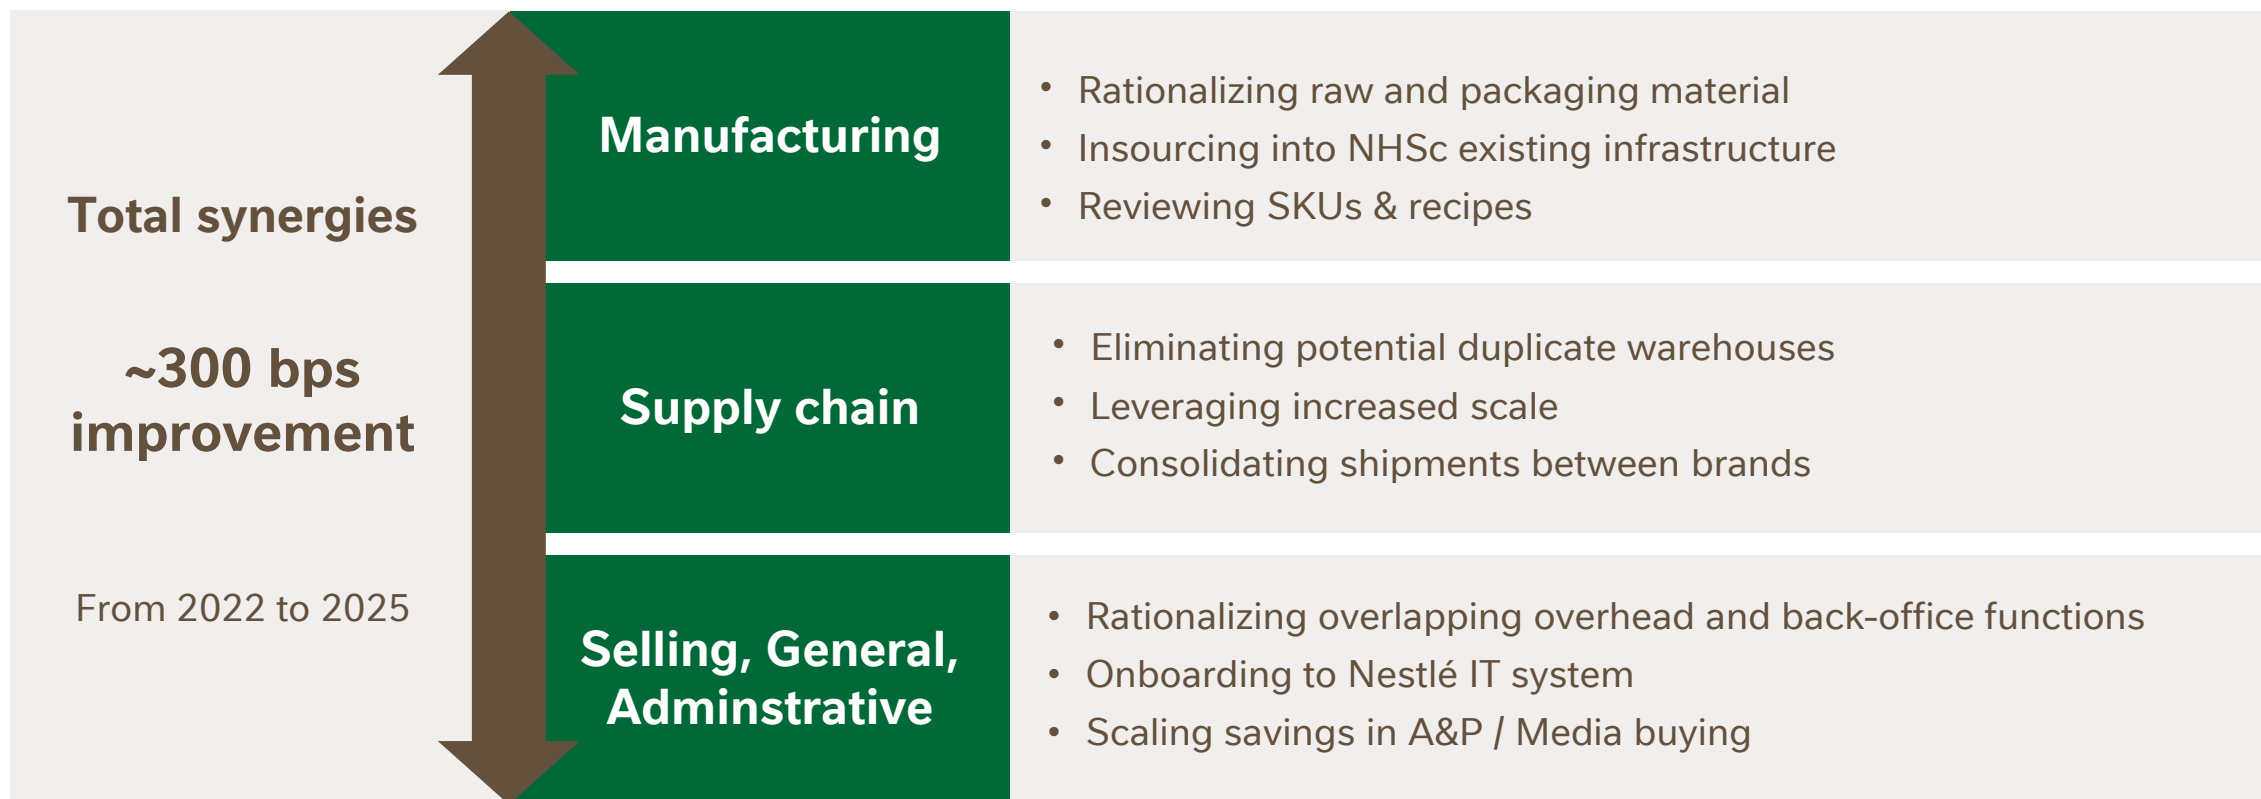 Total synergies
~300 bps
improvement
From 2022 to 2025
Manufacturing
• Rationalizing raw and packaging material
• Insourcing into NHSc existing infrastructure
• Reviewing SKUs & recipes
Supply chain
• Eliminating potential duplicate warehouses
• Leveraging increased scale
• Consolidating shipments between brands
Selling, General,
Adminstrative
• Rationalizing overlapping overhead and back-office functions
• Onboarding to Nestlé IT system
• Scaling savings in A&P / Media buying